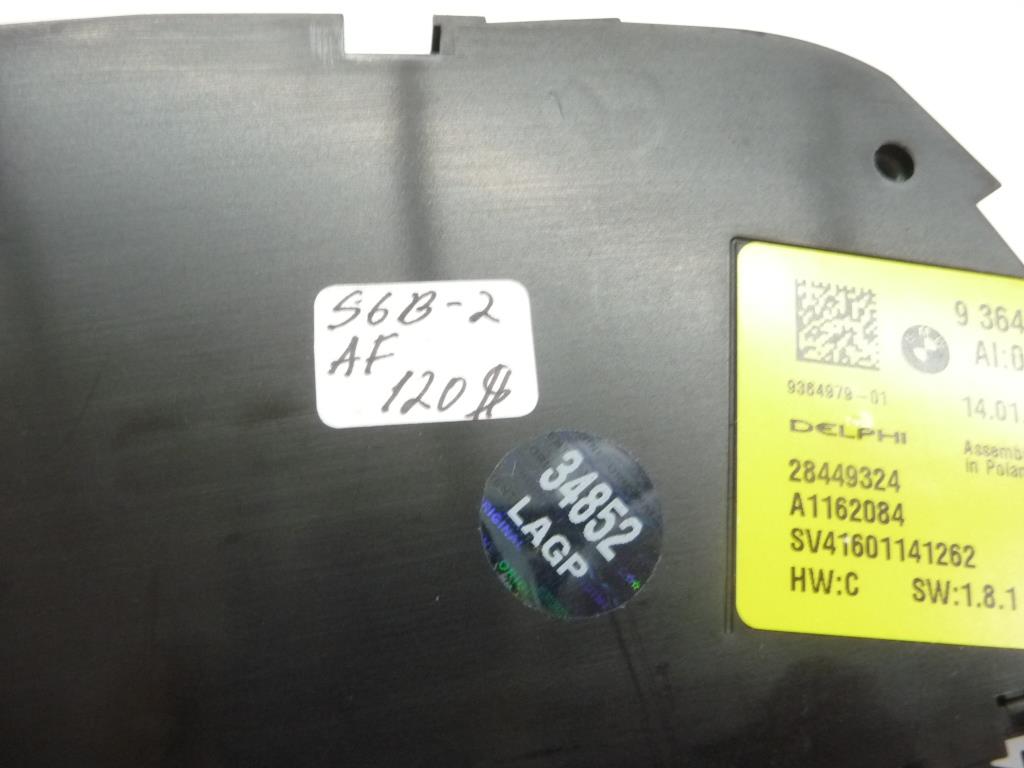 S6B-2
AF
120$
34852
LAGP
9 364
AI:0
9364979-01
14.01.
DELPHI
Assemb
in Polan
28449324
A1162084
SV41601141262
HW:C SW:1.8.1